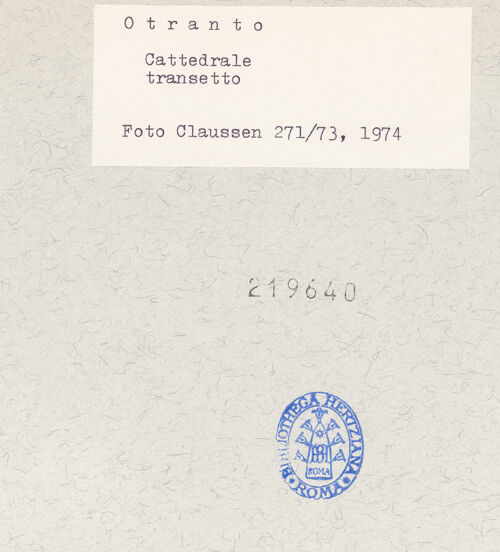 O t r a n t o
Cattedrale
transetto
Foto Claussen 271/73, 1974
219640
BIBLIOTHECA HERTZIANA
ROMA
• ROMA •